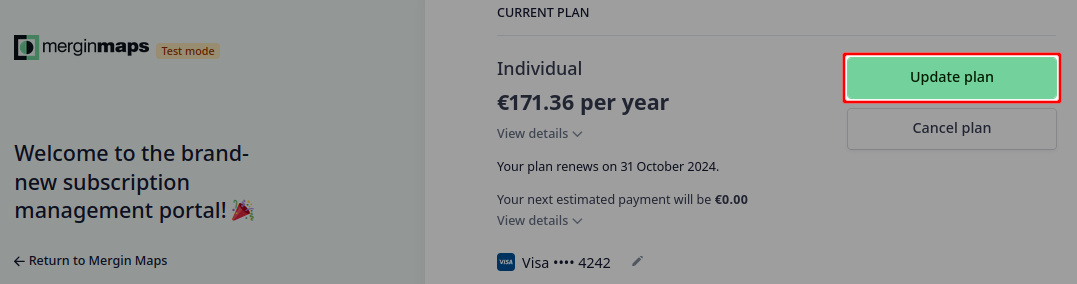 merginmaps
Test mode
Welcome to the brand-
new subscription
management portal!
← Return to Mergin Maps
CURRENT PLAN
Individual
€171.36 per year
View details
Your plan renews on 31 October 2024.
Your next estimated payment will be €0.00
View details
VISA
Visa •••• 4242
Update plan
Cancel plan